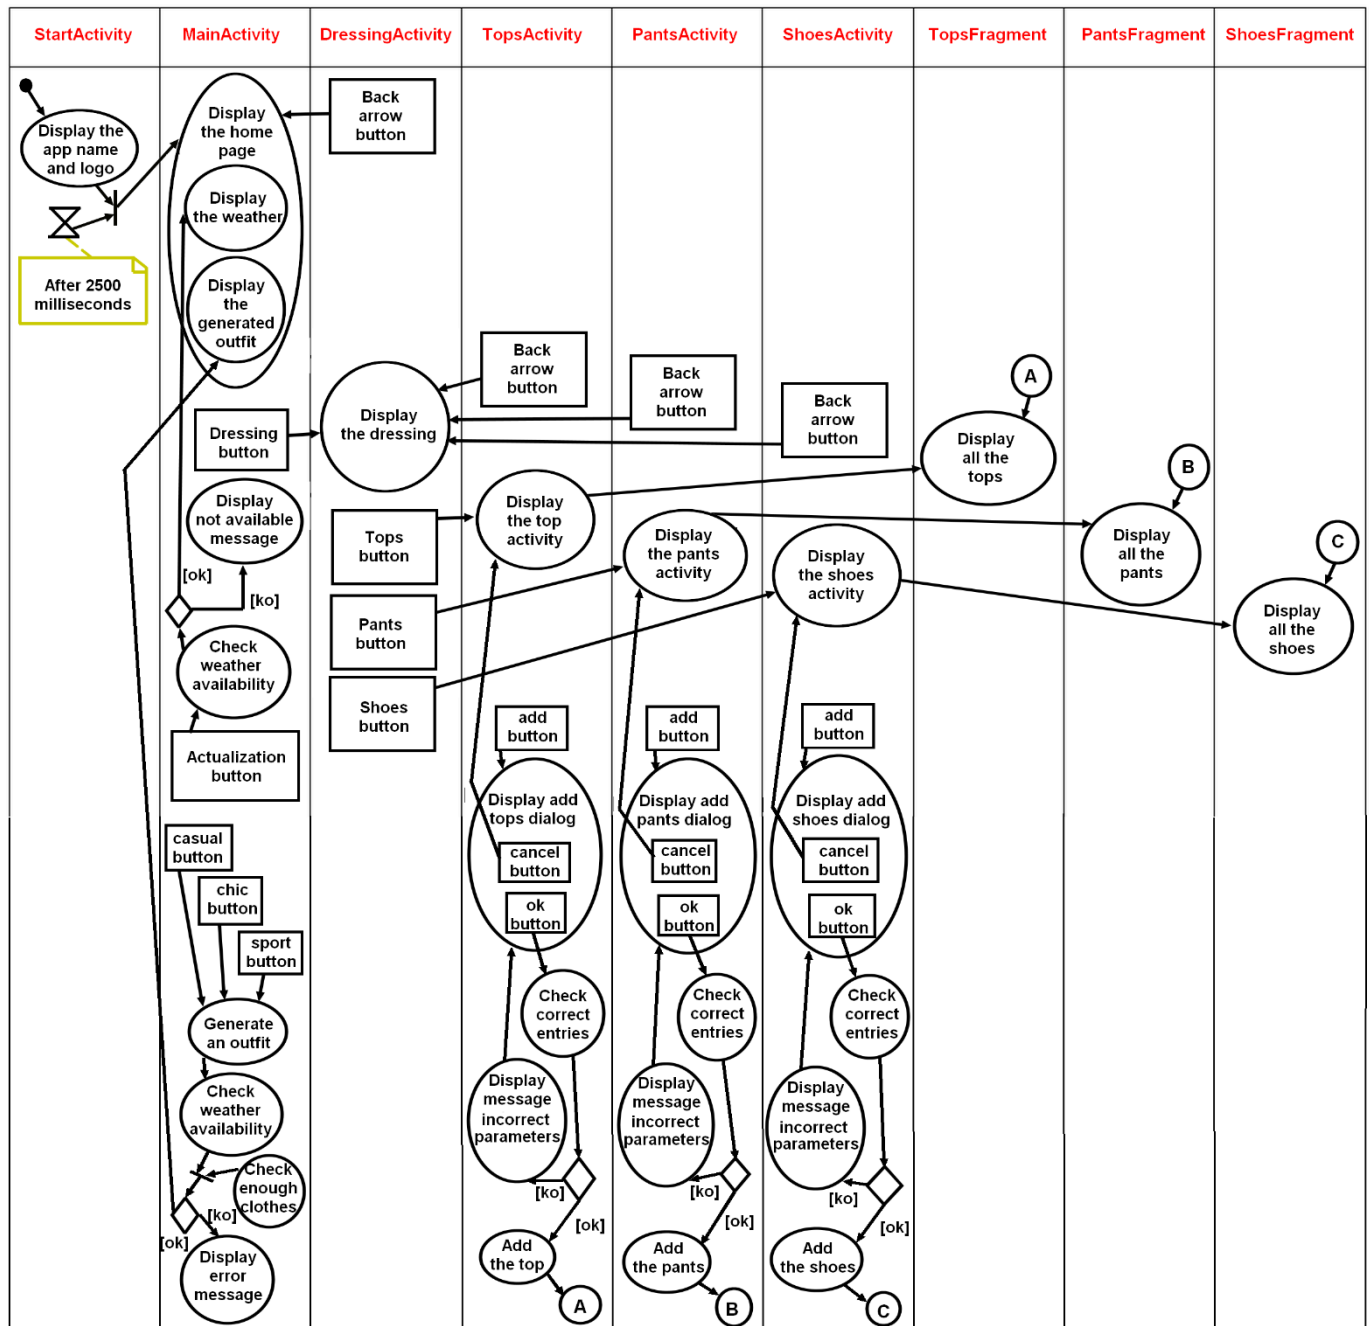 StartActivity
MainActivity
DressingActivity
TopsActivity
PantsActivity
ShoesActivity
TopsFragment
PantsFragment
ShoesFragment
Display the
app name
and logo
After 2500
milliseconds
Display
the home
page
Display
the weather
Display
the
generated
outfit
Dressing
button
Display
not available
message
[ok]
[ko]
Check
weather
availability
Actualization
button
casual
button
chic
button
sport
button
Generate
an outfit
Check
weather
availability
Check
enough
clothes
[ko]
[ok]
Display
error
message
Back
arrow
button
Display
the dressing
Tops
button
Pants
button
Shoes
button
Back
arrow
button
Display
the top
activity
add
button
Display add
tops dialog
cancel
button
ok
button
Check
correct
entries
Display
message
incorrect
parameters
[ko]
[ok]
Add
the top
A
Back
arrow
button
Display
the pants
activity
add
button
Display add
pants dialog
cancel
button
ok
button
Check
correct
entries
Display
message
incorrect
parameters
[ko]
[ok]
Add
the pants
B
Back
arrow
button
Display
the shoes
activity
add
button
Display add
shoes dialog
cancel
button
ok
button
Check
correct
entries
Display
message
incorrect
parameters
[ko]
[ok]
Add
the shoes
C
A
Display
all the
tops
B
Display
all the
pants
C
Display
all the
shoes